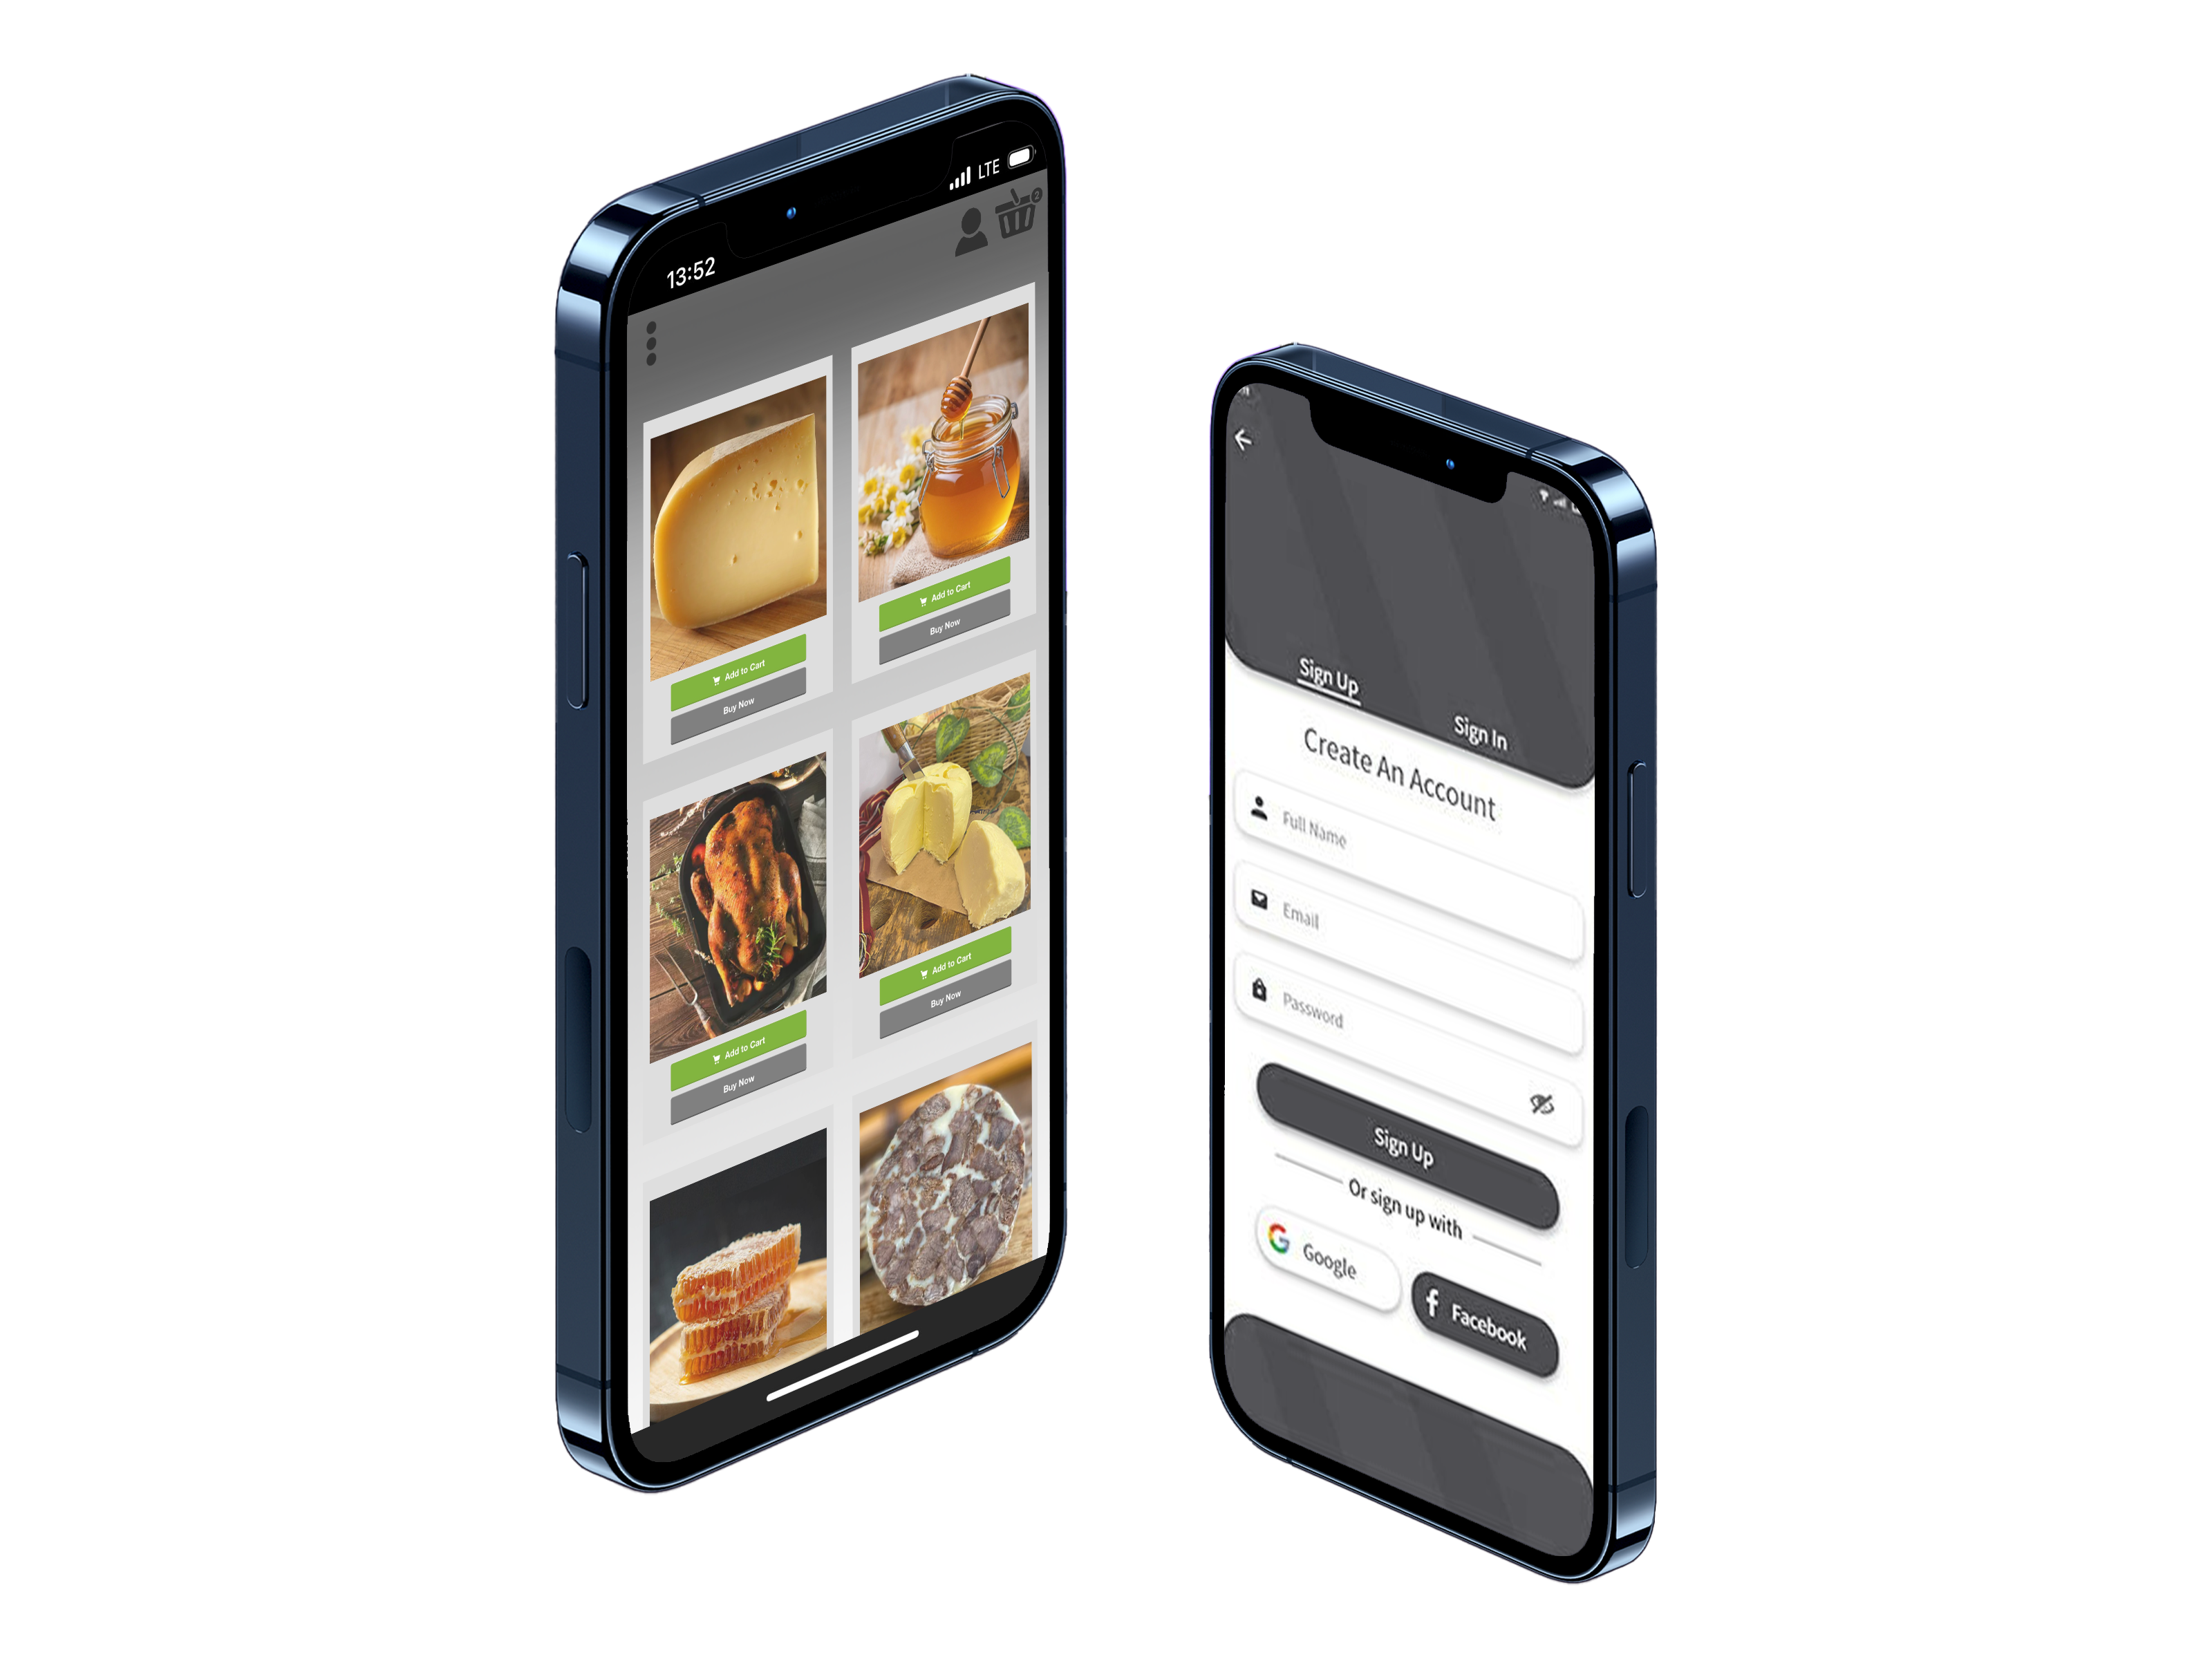 13:52
LTE
2
Add to Cart
Buy Now
Add to Cart
Buy Now
Add to Cart
Buy Now
Add to Cart
Buy Now
Sign Up
Sign In
Create An Account
Full Name
Email
Password
Sign Up
Or sign up with
Google
Facebook